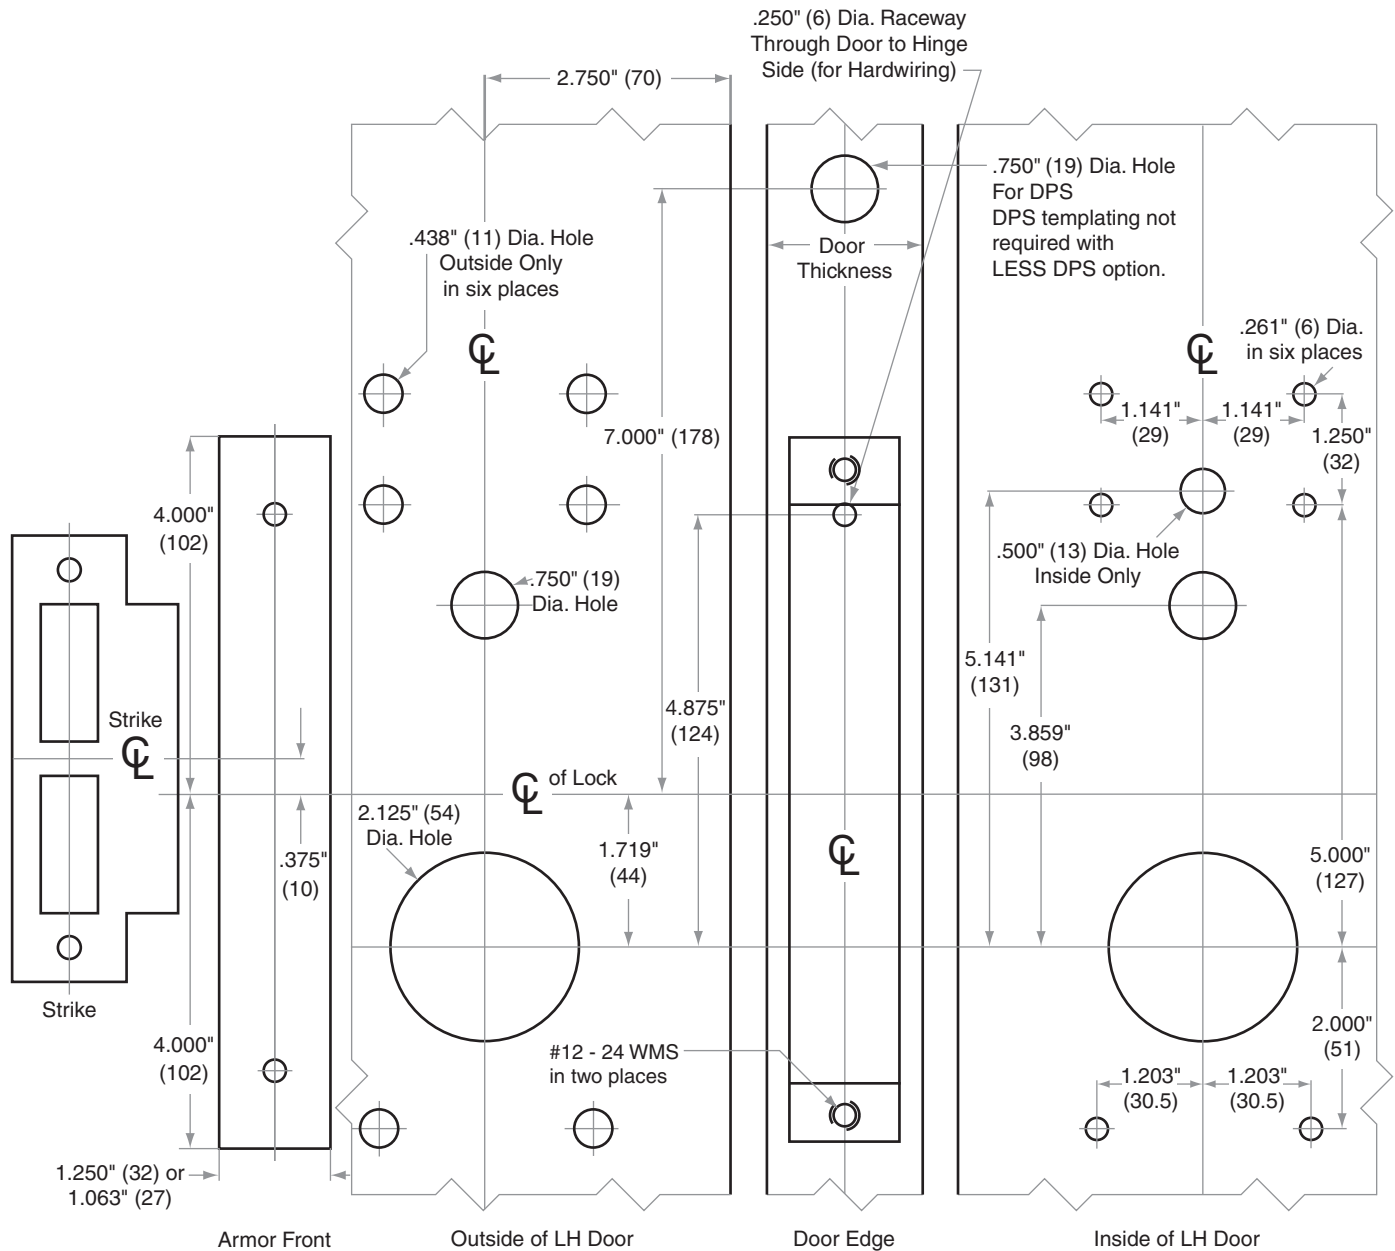 .250" (6) Dia. Raceway
Through Door to Hinge
Side (for Hardwiring)
2.750" (70)
.750" (19) Dia. Hole
For DPS
DPS templating not
required with
LESS DPS option.
.438" (11) Dia. Hole
Outside Only
in six places
Door
Thickness
℄
℄
.261" (6) Dia.
in six places
1.141"
(29)
1.141"
(29)
1.250"
(32)
7.000" (178)
4.000"
(102)
.500" (13) Dia. Hole
Inside Only
.750" (19)
Dia. Hole
5.141"
(131)
4.875"
(124)
3.859"
(98)
Strike
℄
℄ of Lock
2.125" (54)
Dia. Hole
1.719"
(44)
.375"
(10)
℄
5.000"
(127)
Strike
4.000"
(102)
#12 - 24 WMS
in two places
2.000"
(51)
1.203"
(30.5)
1.203"
(30.5)
1.250" (32) or
1.063" (27)
Armor Front
Outside of LH Door
Door Edge
Inside of LH Door